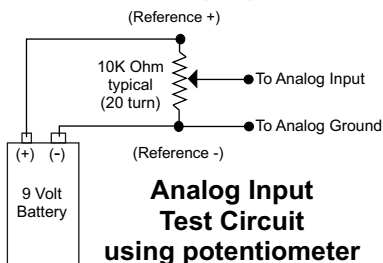 (Reference +)
10K Ohm
typical
(20 turn)
To Analog Input
To Analog Ground
(+) (-)
(Reference -)
9 Volt
Battery
Analog Input
Test Circuit
using potentiometer